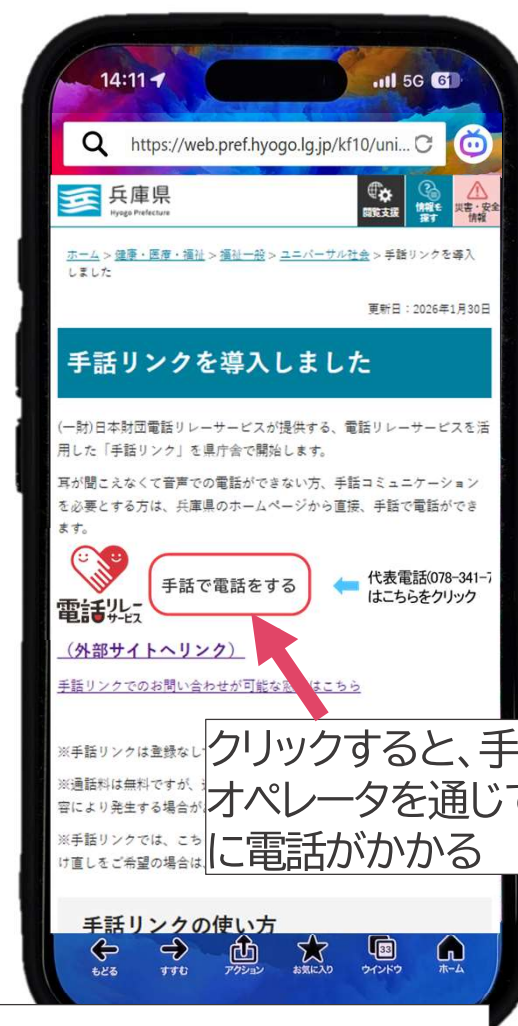 14:11
5G 61
https://web.pref.hyogo.lg.jp/kf10/uni...
兵庫県
Hyogo Prefecture
閲覧支援
情報を
探す
災害・安全
情報
ホーム > 健康・医療・福祉 > 福祉一般 > ユニバーサル社会 > 手話リンクを導入
しました
更新日：2026年1月30日
手話リンクを導入しました
(一財)日本財団電話リレーサービスが提供する、電話リレーサービスを活
用した「手話リンク」を県庁舎で開始します。
耳が聞こえなくて音声での電話ができない方、手話コミュニケーション
を必要とする方は、兵庫県のホームページから直接、手話で電話ができ
ます。
電話リレー
サービス
手話で電話をする
代表電話(078-341-7
はこちらをクリック
（外部サイトへリンク）
手話リンクでのお問い合わせが可能な窓はこちら
※手話リンクは登録なし
※通話料は無料ですが、
容により発生する場合が
※手話リンクでは、こち
け直しをご希望の場合は、
クリックすると、手
オペレータを通じて
に電話がかかる
手話リンクの使い方
もどる
すすむ
アクション
お気に入り
33
ウインドウ
ホーム